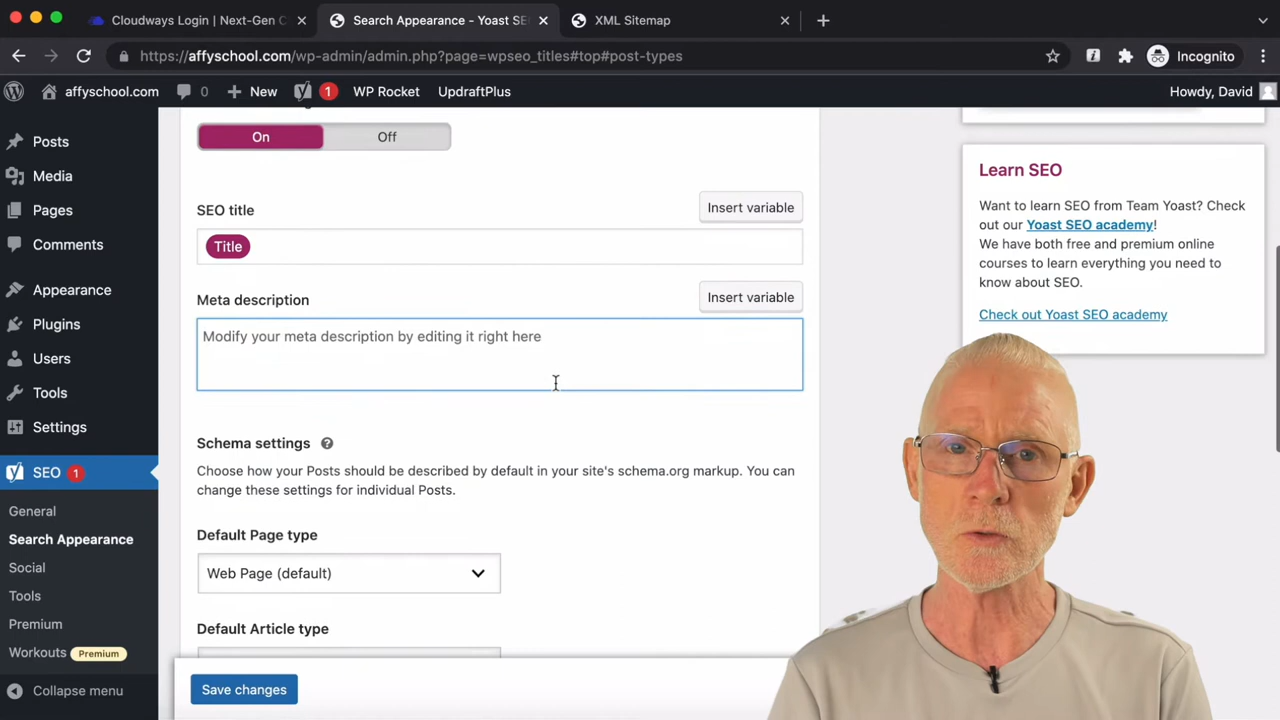 Cloudways Login | Next-Gen C
Search Appearance - Yoast SE
XML Sitemap
https://affyschool.com/wp-admin/admin.php?page=wpseo_titles#top#post-types
Incognito
affyschool.com
0
New
1
WP Rocket
UpdraftPlus
Howdy, David
Posts
Media
Pages
Comments
Appearance
Plugins
Users
Tools
Settings
SEO 1
General
Search Appearance
Social
Tools
Premium
Workouts Premium
Collapse menu
On
Off
SEO title
Insert variable
Title
Meta description
Insert variable
Modify your meta description by editing it right here
Schema settings
Choose how your Posts should be described by default in your site's schema.org markup. You can
change these settings for individual Posts.
Default Page type
Web Page (default)
Default Article type
Save changes
Learn SEO
Want to learn SEO from Team Yoast? Check
out our Yoast SEO academy!
We have both free and premium online
courses to learn everything you need to
know about SEO.
Check out Yoast SEO academy